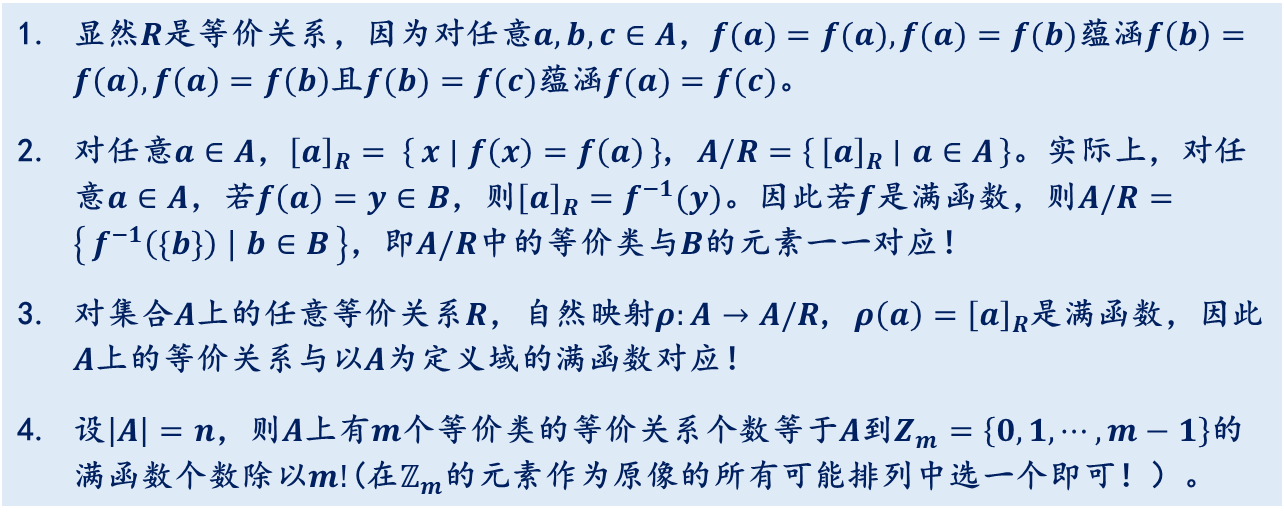 1. 显然R是等价关系，因为对任意a, b, c ∈ A，f(a) = f(a), f(a) = f(b)蕴涵f(b) =
f(a), f(a) = f(b)且f(b) = f(c)蕴涵f(a) = f(c)。
2. 对任意a ∈ A，[a]_R = { x | f(x) = f(a) }，A/R = { [a]_R | a ∈ A}。实际上，对任
意a ∈ A，若f(a) = y ∈ B，则[a]_R = f⁻¹(y)。因此若f是满函数，则A/R =
{ f⁻¹({b}) | b ∈ B }，即A/R中的等价类与B的元素一一对应！
3. 对集合A上的任意等价关系R，自然映射ρ: A → A/R，ρ(a) = [a]_R是满函数，因此
A上的等价关系与以A为定义域的满函数对应！
4. 设|A| = n，则A上有m个等价类的等价关系个数等于A到Z_m = {0, 1, ⋯, m − 1}的
满函数个数除以m!(在ℤ_m的元素作为原像的所有可能排列中选一个即可！）。